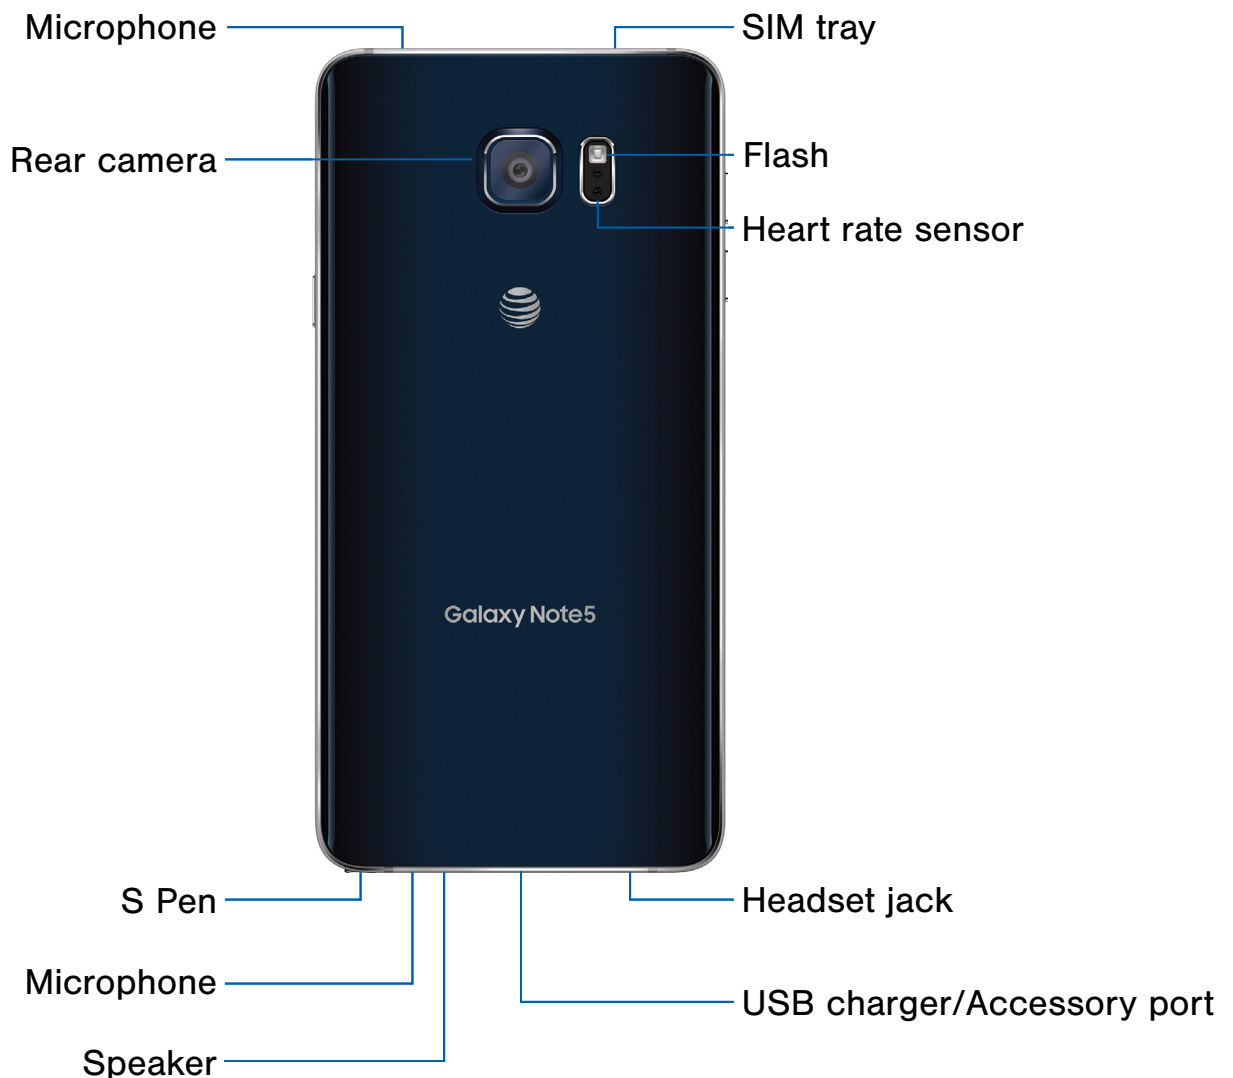 Microphone
SIM tray
Rear camera
Flash
Heart rate sensor
Galaxy Note5
S Pen
Headset jack
Microphone
USB charger/Accessory port
Speaker